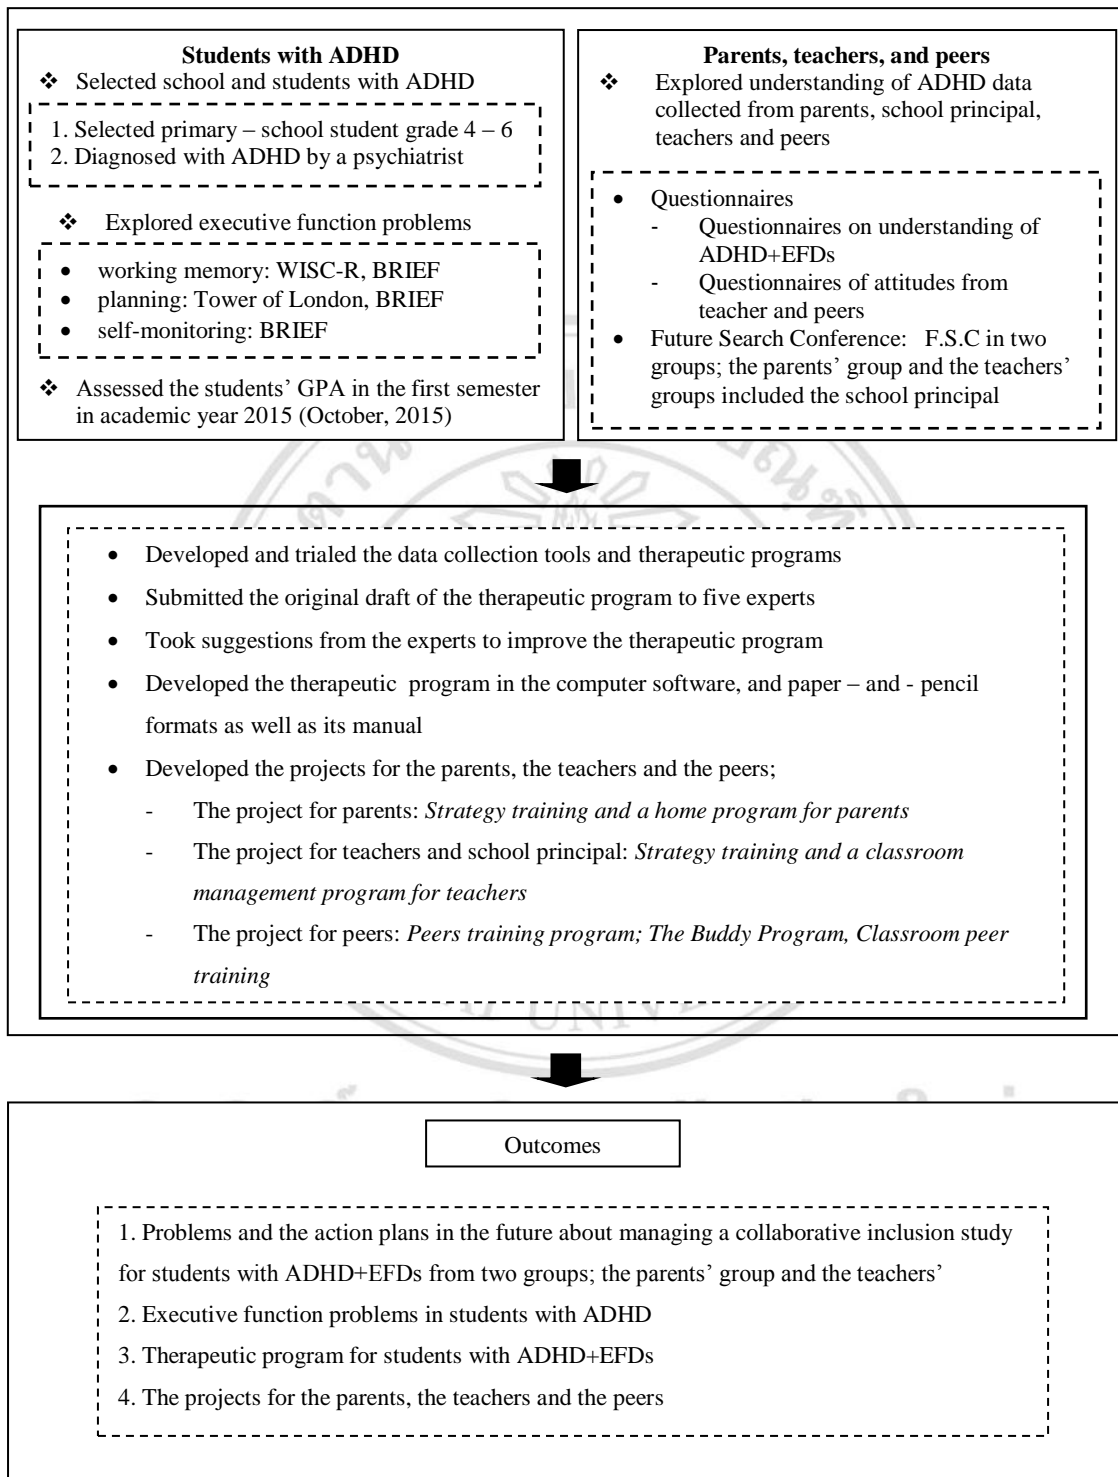 Students with ADHD
❖ Selected school and students with ADHD
1. Selected primary – school student grade 4 – 6
2. Diagnosed with ADHD by a psychiatrist
❖ Explored executive function problems
• working memory: WISC-R, BRIEF
• planning: Tower of London, BRIEF
• self-monitoring: BRIEF
❖ Assessed the students' GPA in the first semester
in academic year 2015 (October, 2015)
Parents, teachers, and peers
❖ Explored understanding of ADHD data
collected from parents, school principal,
teachers and peers
• Questionnaires
- Questionnaires on understanding of
ADHD+EFDs
- Questionnaires of attitudes from
teacher and peers
• Future Search Conference: F.S.C in two
groups; the parents' group and the teachers'
groups included the school principal
• Developed and trialed the data collection tools and therapeutic programs
• Submitted the original draft of the therapeutic program to five experts
• Took suggestions from the experts to improve the therapeutic program
• Developed the therapeutic program in the computer software, and paper – and - pencil
formats as well as its manual
• Developed the projects for the parents, the teachers and the peers;
- The project for parents: Strategy training and a home program for parents
- The project for teachers and school principal: Strategy training and a classroom
management program for teachers
- The project for peers: Peers training program; The Buddy Program, Classroom peer
training
UNIV
Outcomes
1. Problems and the action plans in the future about managing a collaborative inclusion study
for students with ADHD+EFDs from two groups; the parents' group and the teachers'
2. Executive function problems in students with ADHD
3. Therapeutic program for students with ADHD+EFDs
4. The projects for the parents, the teachers and the peers